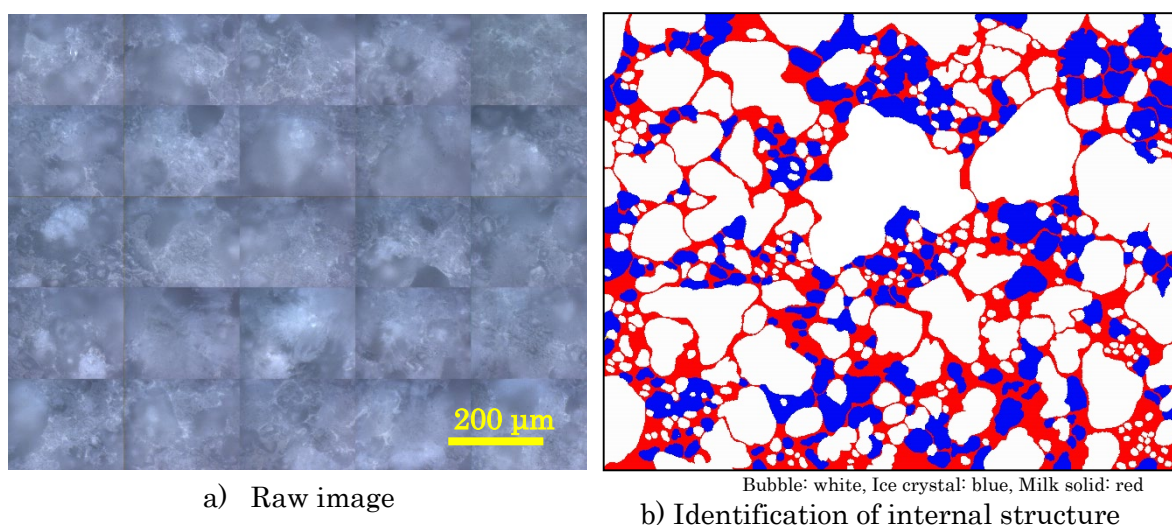 200 μm
a) Raw image
Bubble: white, Ice crystal: blue, Milk solid: red
b) Identification of internal structure